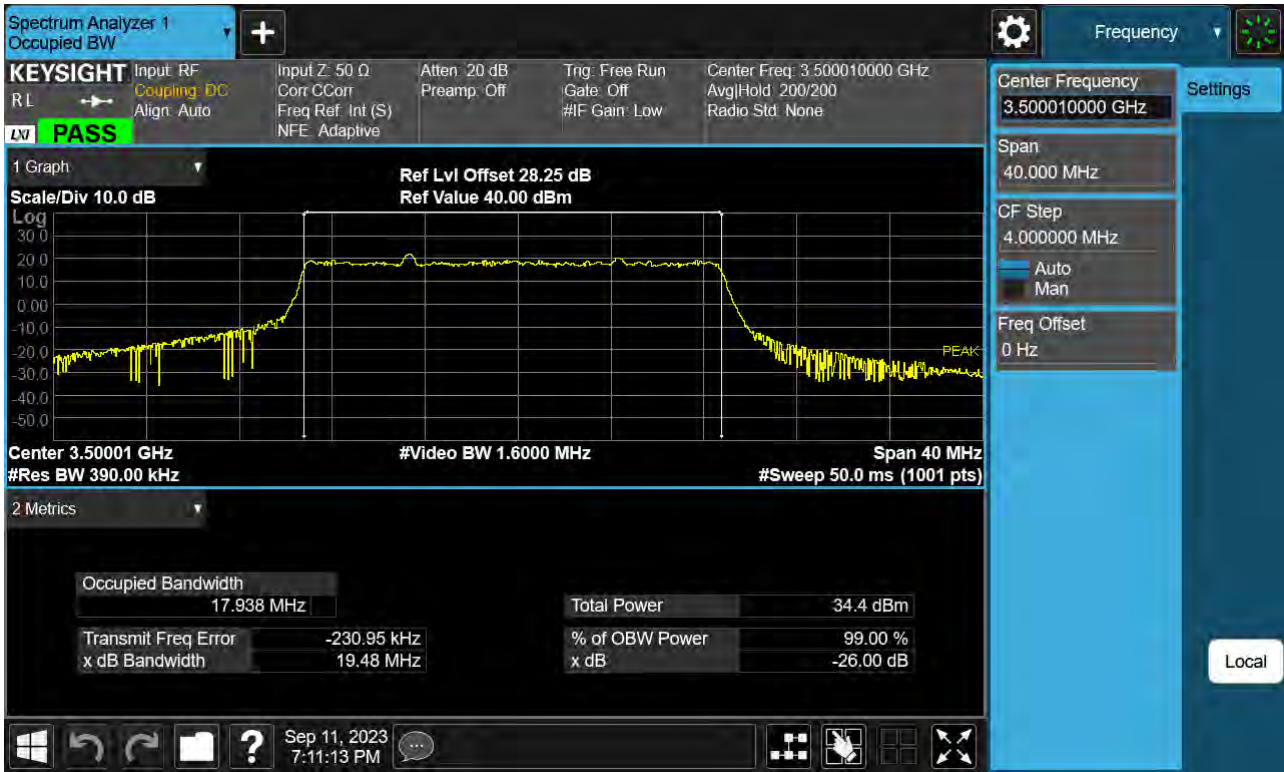 Spectrum Analyzer 1
Occupied BW
+
Frequency
KEYSIGHT
RL
LXI
PASS
Input: RF
Coupling: DC
Align: Auto
Input Z: 50 Ω
Corr CCorr
Freq Ref: Int (S)
NFE: Adaptive
Atten: 20 dB
Preamp: Off
Trig: Free Run
Gate: Off
#IF Gain: Low
Center Freq: 3.500010000 GHz
Avg|Hold: 200/200
Radio Std: None
Center Frequency
3.500010000 GHz
Settings
Span
40.000 MHz
CF Step
4.000000 MHz
Auto
Man
Freq Offset
0 Hz
Local
1 Graph
Scale/Div 10.0 dB
Ref Lvl Offset 28.25 dB
Ref Value 40.00 dBm
Log
30.0
20.0
10.0
0.00
-10.0
-20.0
-30.0
-40.0
-50.0
PEAK
Center 3.50001 GHz
#Video BW 1.6000 MHz
Span 40 MHz
#Res BW 390.00 kHz
#Sweep 50.0 ms (1001 pts)
2 Metrics
Occupied Bandwidth
17.938 MHz
Total Power 34.4 dBm
Transmit Freq Error -230.95 kHz
% of OBW Power 99.00 %
x dB Bandwidth 19.48 MHz
x dB -26.00 dB
?
Sep 11, 2023
7:11:13 PM